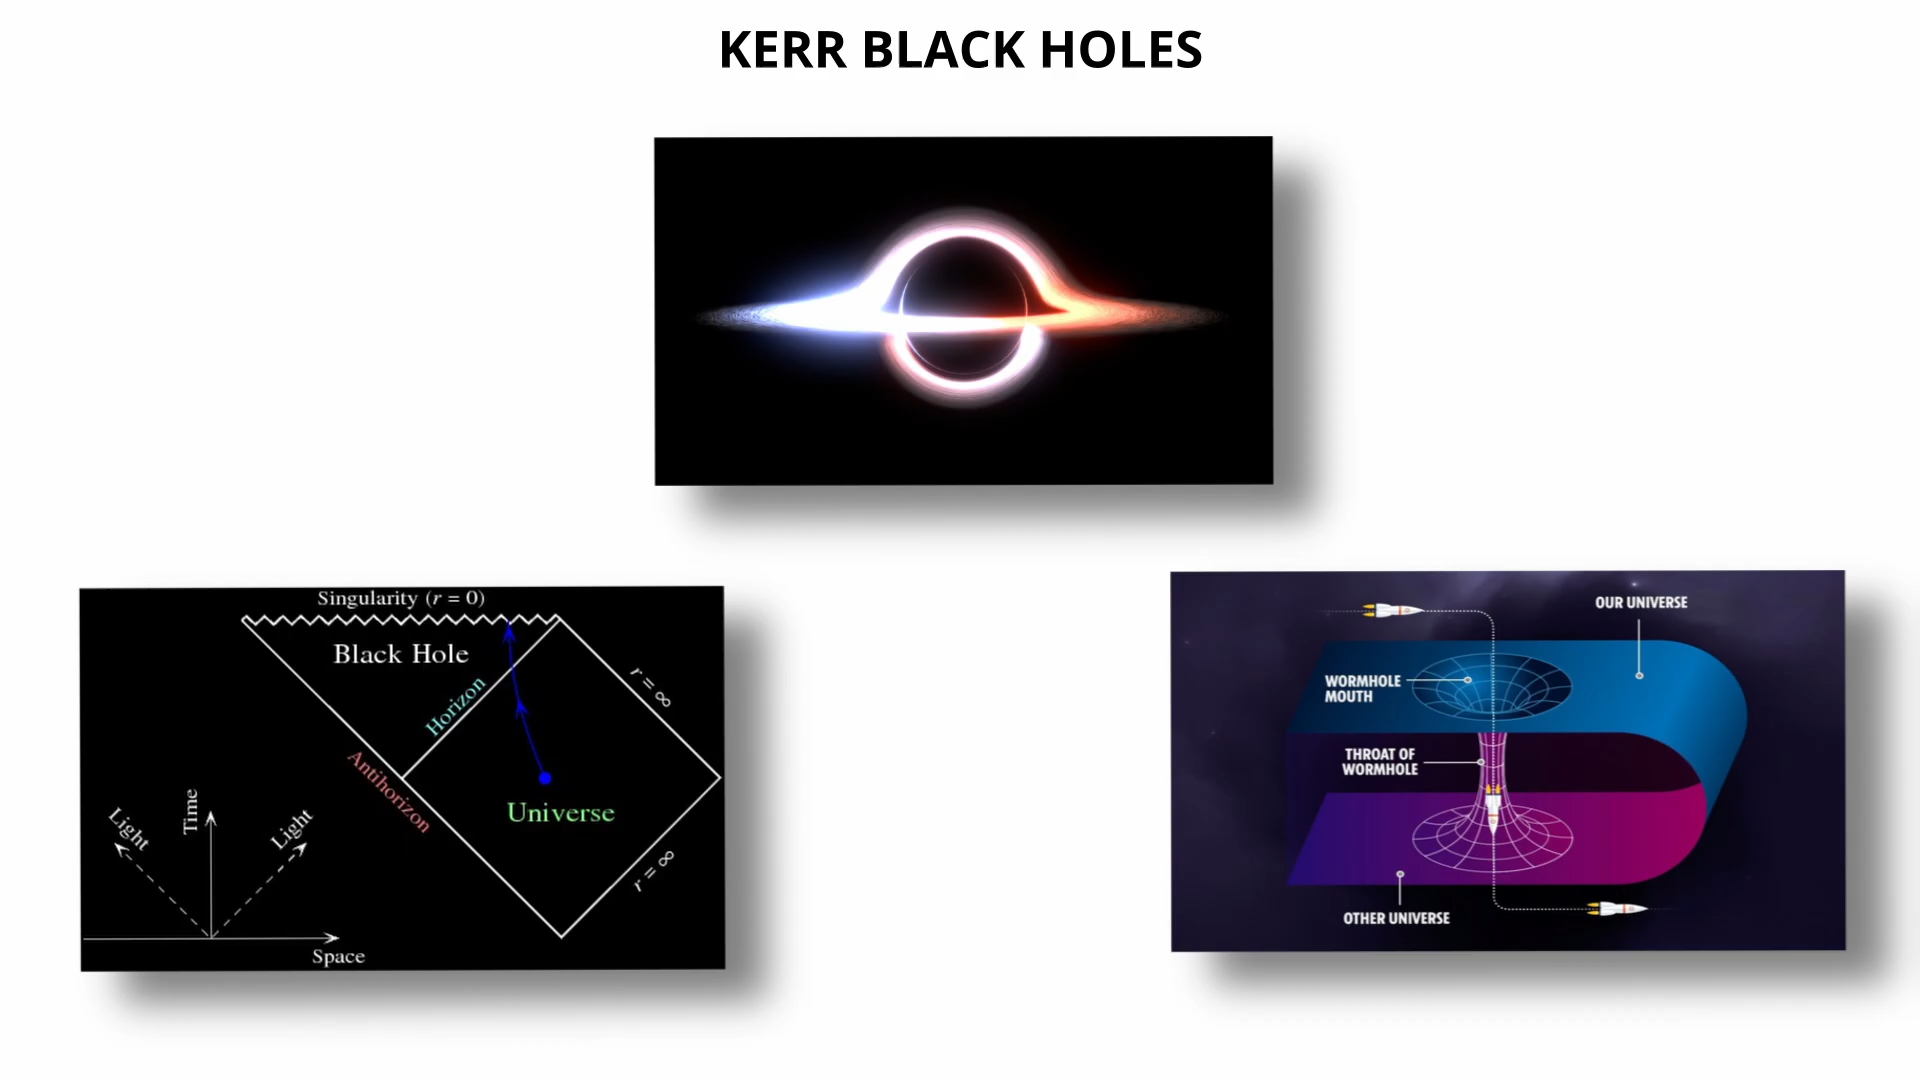 KERR BLACK HOLES
Singularity (r = 0)
Black Hole
Horizon
r = ∞
Antihorizon
Universe
r = ∞
Light
Time
Light
Space
OUR UNIVERSE
WORMHOLE
MOUTH
THROAT OF
WORMHOLE
OTHER UNIVERSE